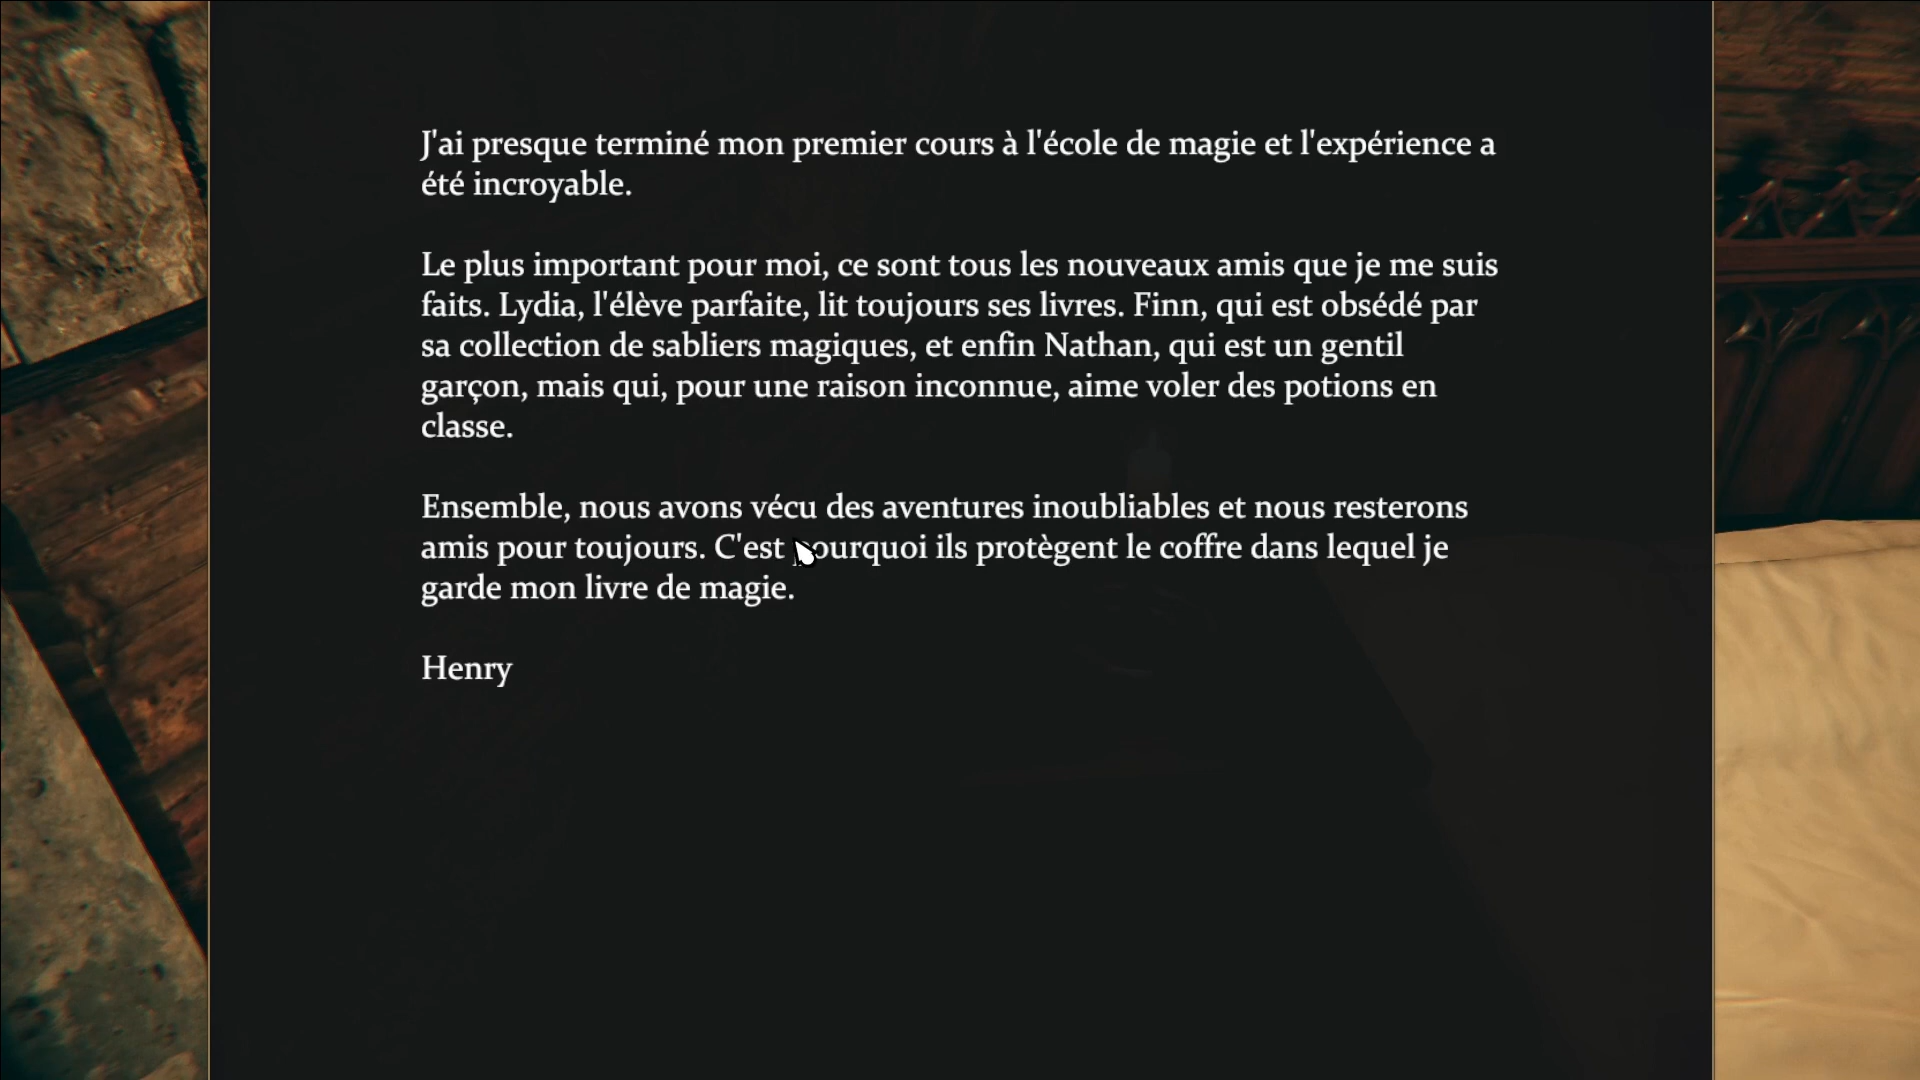 J'ai presque terminé mon premier cours à l'école de magie et l'expérience a
été incroyable.
Le plus important pour moi, ce sont tous les nouveaux amis que je me suis
faits. Lydia, l'élève parfaite, lit toujours ses livres. Finn, qui est obsédé par
sa collection de sabliers magiques, et enfin Nathan, qui est un gentil
garçon, mais qui, pour une raison inconnue, aime voler des potions en
classe.
Ensemble, nous avons vécu des aventures inoubliables et nous resterons
amis pour toujours. C'est pourquoi ils protègent le coffre dans lequel je
garde mon livre de magie.
Henry